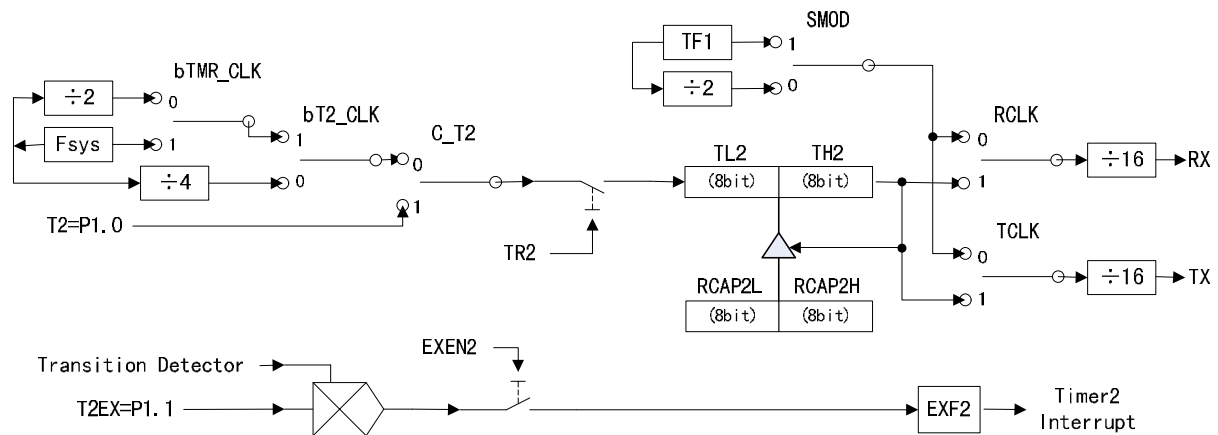 SMOD
TF1
1
÷2
0
bTMR_CLK
÷2
0
bT2_CLK
Fsys
1
1
C_T2
÷4
0
0
1
T2=P1.0
TR2
TL2
(8bit)
TH2
(8bit)
RCAP2L
(8bit)
RCAP2H
(8bit)
RCLK
0
1
÷16
RX
TCLK
0
1
÷16
TX
Transition Detector
T2EX=P1.1
EXEN2
EXF2
Timer2
Interrupt